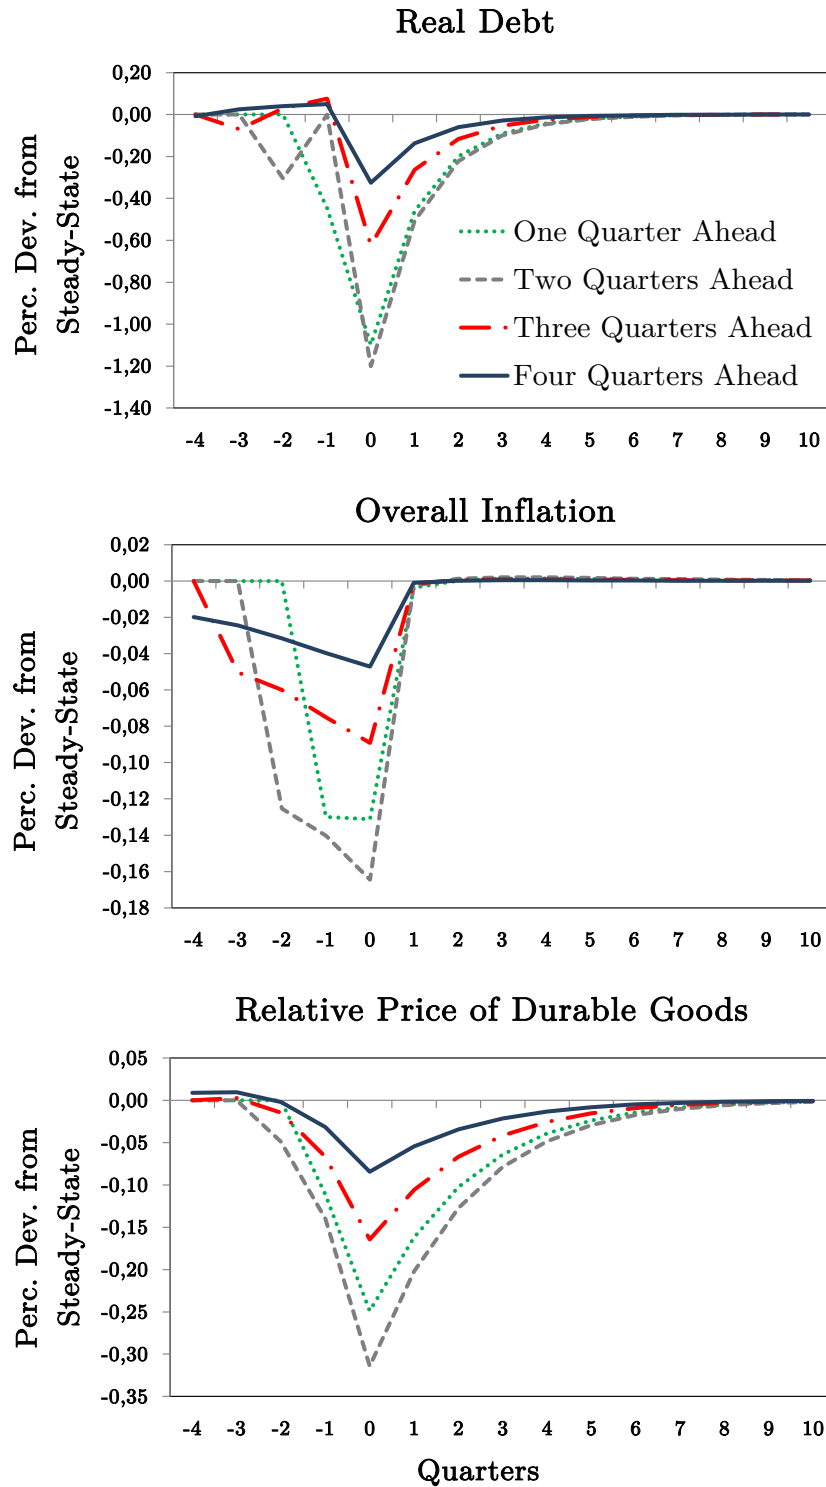 Real Debt
Perc. Dev. from
Steady-State
0,20
0,00
-0,20
-0,40
-0,60
-0,80
-1,00
-1,20
-1,40
One Quarter Ahead
Two Quarters Ahead
Three Quarters Ahead
Four Quarters Ahead
-4 -3 -2 -1 0 1 2 3 4 5 6 7 8 9 10
Overall Inflation
Perc. Dev. from
Steady-State
0,02
0,00
-0,02
-0,04
-0,06
-0,08
-0,10
-0,12
-0,14
-0,16
-0,18
-4 -3 -2 -1 0 1 2 3 4 5 6 7 8 9 10
Relative Price of Durable Goods
Perc. Dev. from
Steady-State
0,05
0,00
-0,05
-0,10
-0,15
-0,20
-0,25
-0,30
-0,35
-4 -3 -2 -1 0 1 2 3 4 5 6 7 8 9 10
Quarters